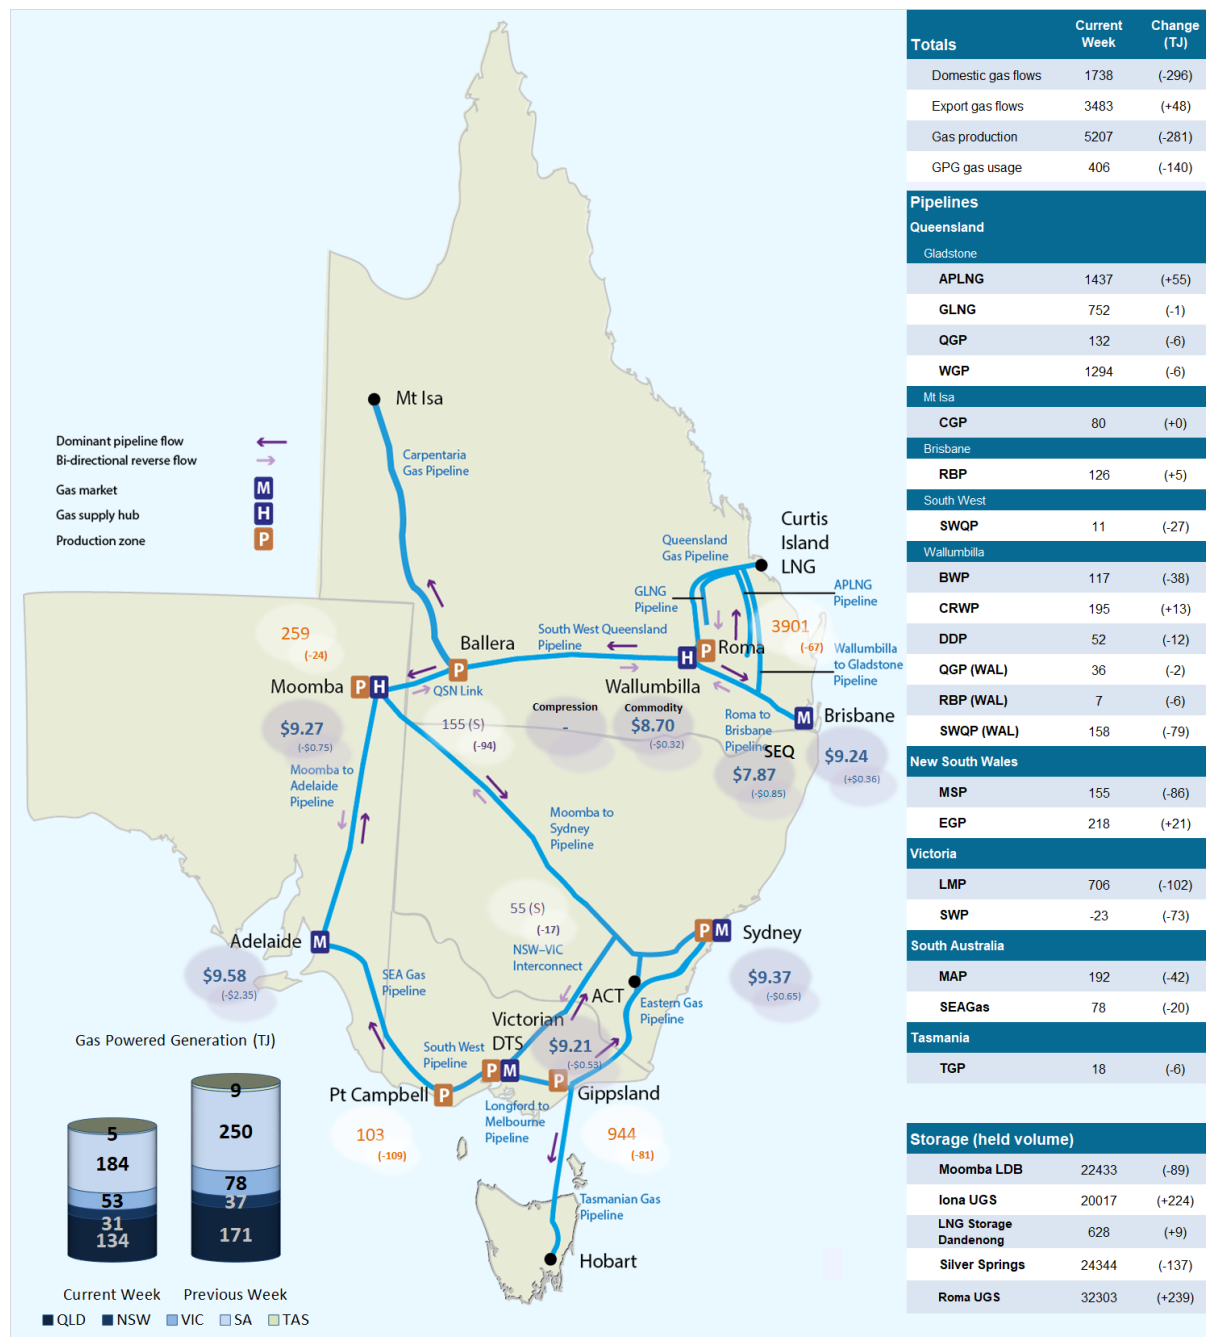 Mt Isa
Dominant pipeline flow
Bi-directional reverse flow
Gas market M
Gas supply hub H
Production zone P
Carpentaria
Gas Pipeline
Curtis
Island
LNG
Queensland
Gas Pipeline
GLNG
Pipeline
APLNG
Pipeline
259
(-24)
Ballera
P
South West Queensland
Pipeline
H P Roma
3901
(-67)
Wallumbilla
to Gladstone
Pipeline
Moomba P H
QSN Link
Wallumbilla
$9.27
(-$0.75)
155 (S)
(-94)
Compression
-
Commodity
$8.70
(-$0.32)
Roma to
Brisbane
Pipeline
M Brisbane
SEQ
$7.87
(-$0.85)
$9.24
(+$0.36)
Moomba to
Adelaide
Pipeline
Moomba to
Sydney
Pipeline
55 (S)
(-17)
NSW–VIC
Interconnect
P M Sydney
$9.37
(-$0.65)
Adelaide M
$9.58
(-$2.35)
SEA Gas
Pipeline
ACT
Eastern Gas
Pipeline
Victorian
DTS
$9.21
(-$0.53)
South West
Pipeline
P M
P
Gippsland
Pt Campbell P
103
(-109)
Longford to
Melbourne
Pipeline
944
(-81)
Tasmanian Gas
Pipeline
Hobart
Gas Powered Generation (TJ)
5
184
53
31
134
9
250
78
37
171
Current Week Previous Week
QLD NSW VIC SA TAS
Totals Current Week Change (TJ)
Domestic gas flows 1738 (-296)
Export gas flows 3483 (+48)
Gas production 5207 (-281)
GPG gas usage 406 (-140)
Pipelines
Queensland
Gladstone
APLNG 1437 (+55)
GLNG 752 (-1)
QGP 132 (-6)
WGP 1294 (-6)
Mt Isa
CGP 80 (+0)
Brisbane
RBP 126 (+5)
South West
SWQP 11 (-27)
Wallumbilla
BWP 117 (-38)
CRWP 195 (+13)
DDP 52 (-12)
QGP (WAL) 36 (-2)
RBP (WAL) 7 (-6)
SWQP (WAL) 158 (-79)
New South Wales
MSP 155 (-86)
EGP 218 (+21)
Victoria
LMP 706 (-102)
SWP -23 (-73)
South Australia
MAP 192 (-42)
SEAGas 78 (-20)
Tasmania
TGP 18 (-6)
Storage (held volume)
Moomba LDB 22433 (-89)
Iona UGS 20017 (+224)
LNG Storage
Dandenong 628 (+9)
Silver Springs 24344 (-137)
Roma UGS 32303 (+239)